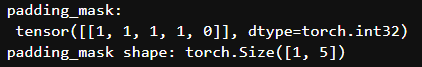 padding_mask:
 tensor([[1, 1, 1, 1, 0]], dtype=torch.int32)
padding_mask shape: torch.Size([1, 5])